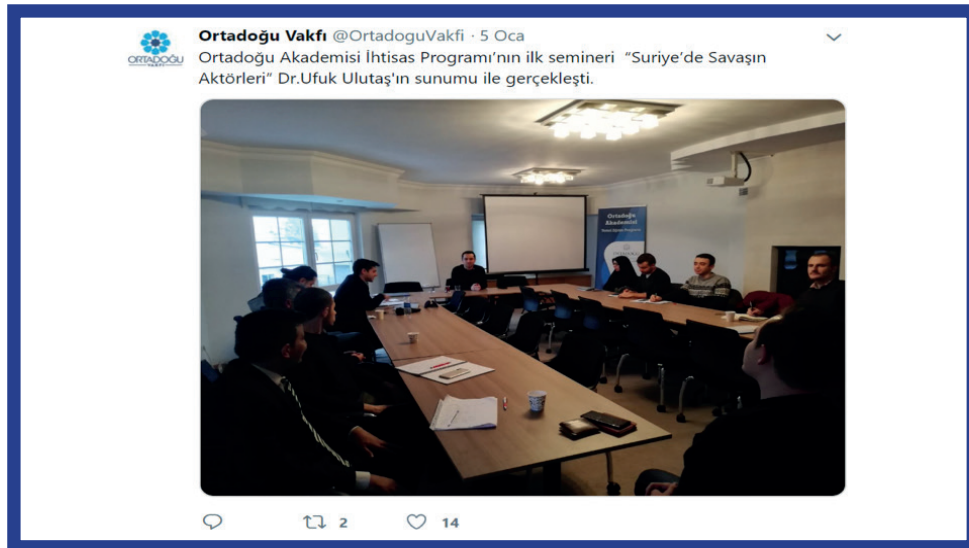 Ortadoğu Vakfı @OrtadoguVakfi · 5 Oca
ORTADOĞU
VAKFI
Ortadoğu Akademisi İhtisas Programı’nın ilk semineri “Suriye’de Savaşın
Aktörleri” Dr.Ufuk Ulutaş'ın sunumu ile gerçekleşti.
Ortadoğu
Akademisi
2
14